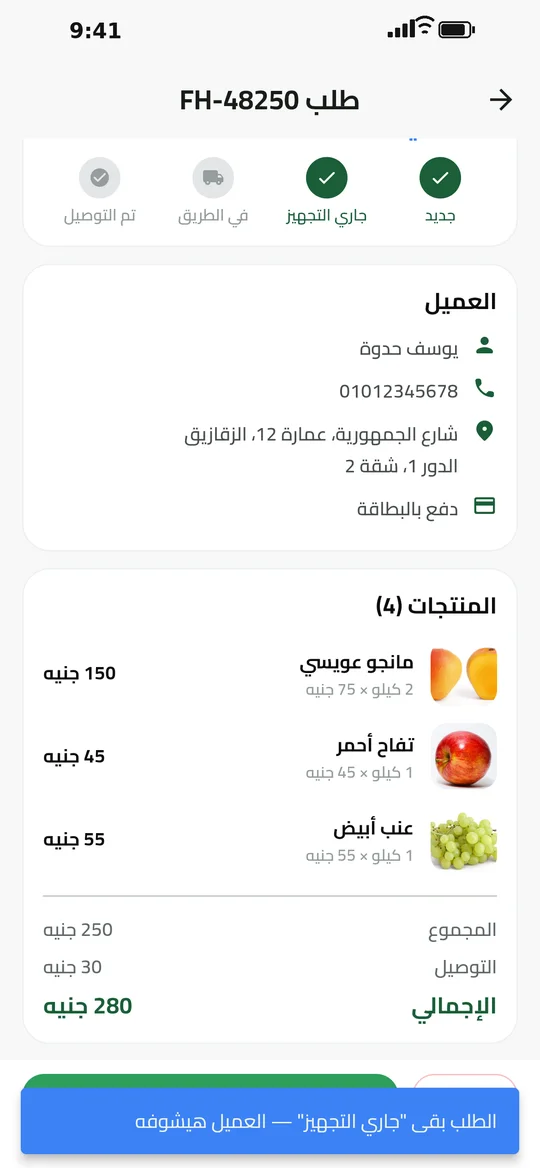 9:41
طلب FH-48250
جديد
جاري التجهيز
في الطريق
تم التوصيل
العميل
يوسف حدوة
01012345678
شارع الجمهورية، عمارة 12، الزقازيق
الدور 1، شقة 2
دفع بالبطاقة
المنتجات (4)
مانجو عويسي
2 كيلو × 75 جنيه
150 جنيه
تفاح أحمر
1 كيلو × 45 جنيه
45 جنيه
عنب أبيض
1 كيلو × 55 جنيه
55 جنيه
المجموع
250 جنيه
التوصيل
30 جنيه
الإجمالي
280 جنيه
الطلب بقى "جاري التجهيز" — العميل هيشوفه